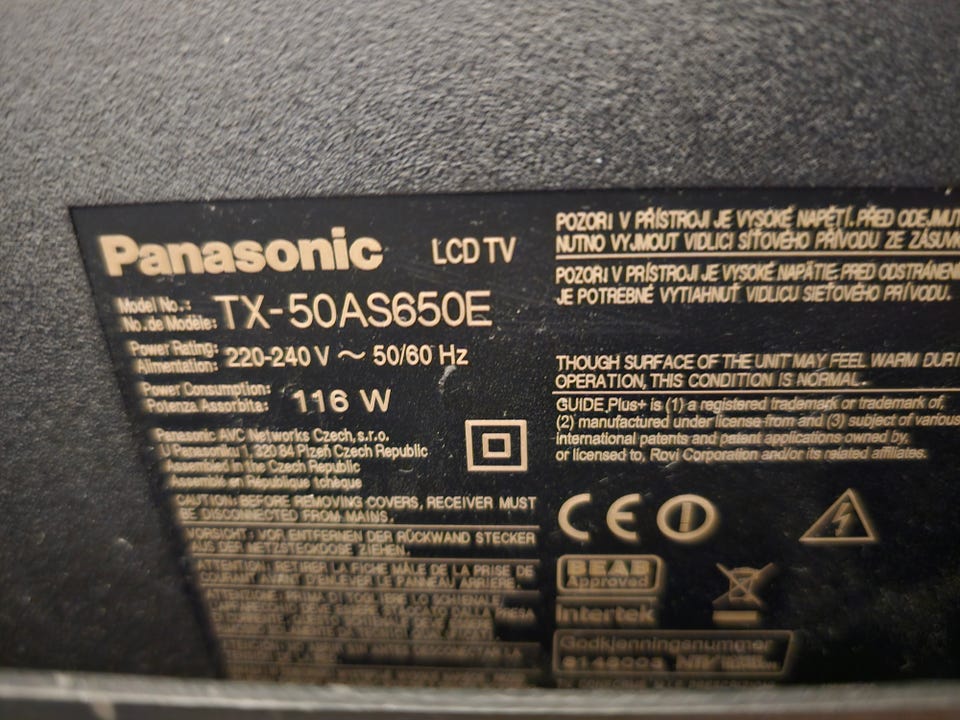 Panasonic LCD TV
Model No.:
No. de Modèle: TX-50AS650E
Power Rating:
Alimentation: 220-240 V ~ 50/60 Hz
Power Consumption:
Potenza Assorbita: 116 W
Panasonic AVC Networks Czech, s.r.o.
U Panasoniku 1, 320 84 Plzeň Czech Republic
Assembled in the Czech Republic
Assemblé en République tchèque
CAUTION: BEFORE REMOVING COVERS, RECEIVER MUST
BE DISCONNECTED FROM MAINS.
VORSICHT: VOR ENTFERNEN DER RÜCKWAND STECKER
AUS DER NETZSTECKDOSE ZIEHEN.
ATTENTION: RETIRER LA FICHE MÂLE DE LA PRISE DE
COURANT AVANT D'ENLEVER LE PANNEAU ARRIÈRE.
POZOR! V PŘÍSTROJI JE VYSOKÉ NAPĚTÍ. PŘED ODEJMUT
NUTNO VYJMOUT VIDLICI SÍŤOVÉHO PŘÍVODU ZE ZÁSUVK
POZOR! V PRÍSTROJI JE VYSOKÉ NAPÄTIE. PRED ODSTRÁNENÍ
JE POTREBNÉ VYTIAHNUŤ VIDLICU SIEŤOVÉHO PRÍVODU.
THOUGH SURFACE OF THE UNIT MAY FEEL WARM DURI
OPERATION, THIS CONDITION IS NORMAL.
GUIDE Plus+ is (1) a registered trademark or trademark of,
(2) manufactured under license from and (3) subject of various
international patents and patent applications owned by,
or licensed to, Rovi Corporation and/or its related affiliates.
CE
BEAB
Approved
Intertek
Godkjenningsnummer